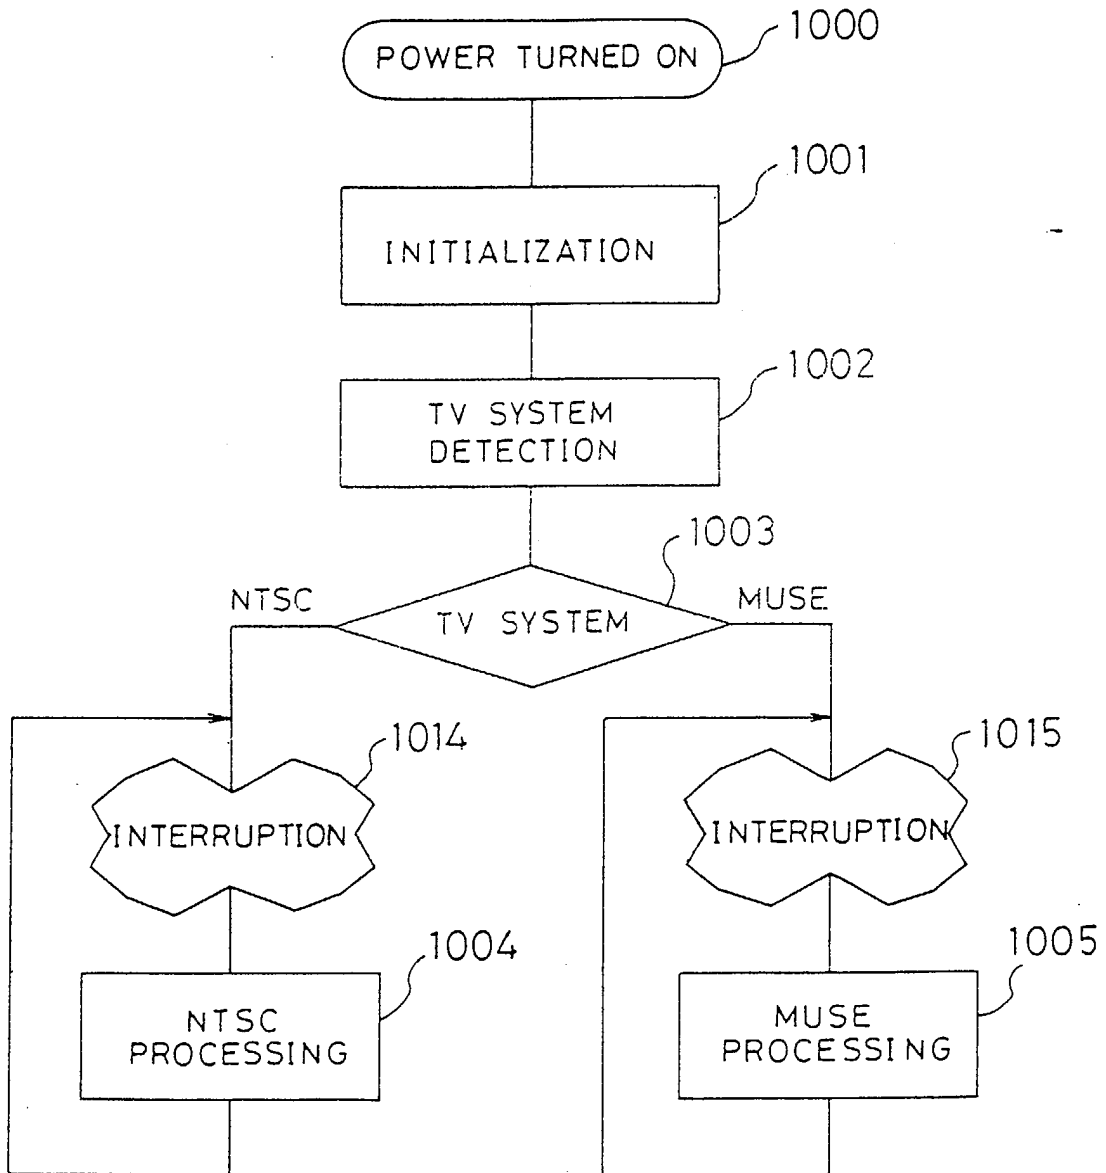 1000
POWER TURNED ON
1001
INITIALIZATION
1002
TV SYSTEM
DETECTION
1003
NTSC
TV SYSTEM
MUSE
1014
INTERRUPTION
1015
INTERRUPTION
1004
NTSC
PROCESSING
1005
MUSE
PROCESSING